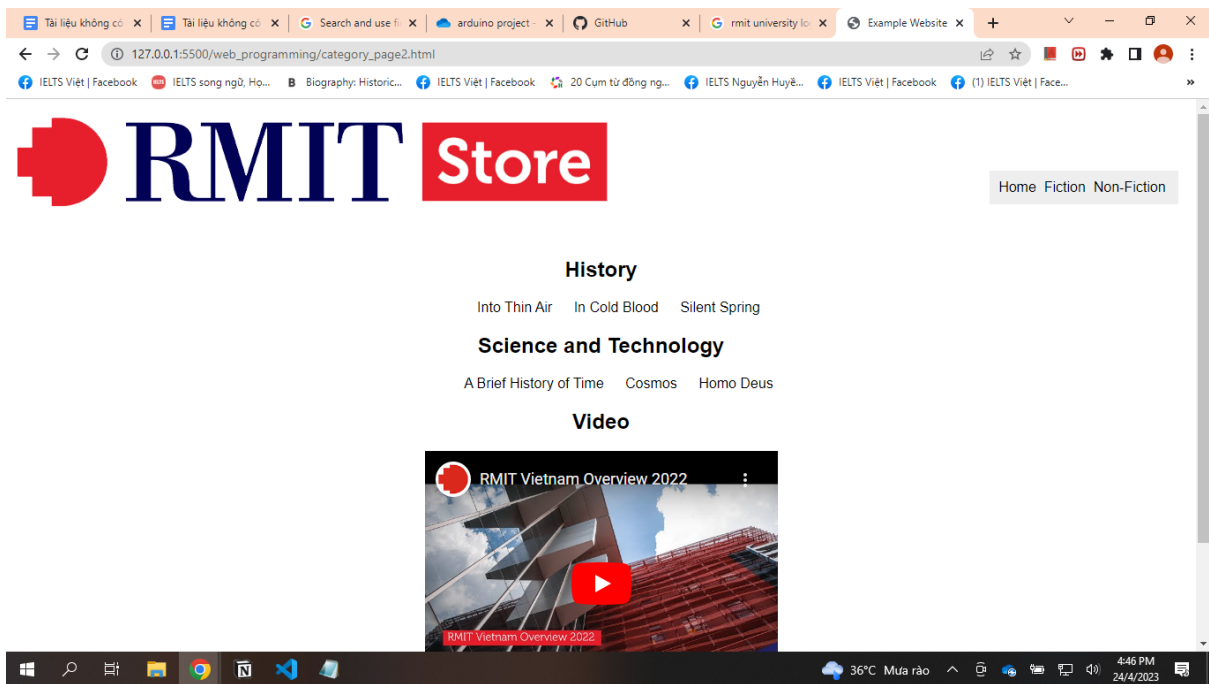 Tài liệu không có
Tài liệu không có
Search and use fi
arduino project -
GitHub
rmit university lo
Example Website
127.0.0.1:5500/web_programming/category_page2.html
IELTS Việt | Facebook
IELTS song ngữ, Họ...
B Biography: Historic...
IELTS Việt | Facebook
20 Cụm từ đồng ng...
IELTS Nguyễn Huyề...
IELTS Việt | Facebook
(1) IELTS Việt | Face...
RMIT Store
Home Fiction Non-Fiction
History
Into Thin Air In Cold Blood Silent Spring
Science and Technology
A Brief History of Time Cosmos Homo Deus
Video
RMIT Vietnam Overview 2022
RMIT Vietnam Overview 2022
36°C Mưa rào
4:46 PM
24/4/2023